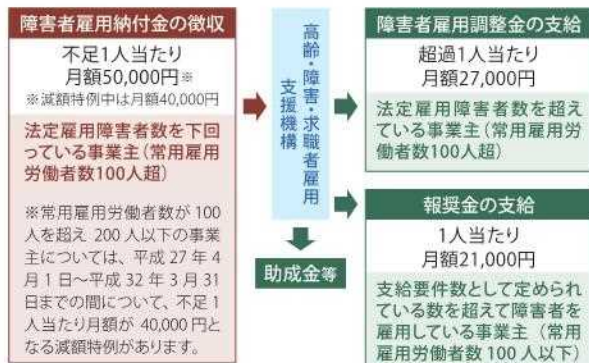 障害者雇用納付金の徴収
不足1人当たり
月額50,000円※
※減額特例中は月額40,000円
法定雇用障害者数を下回
っている事業主(常用雇用
労働者数100人超)
※常用雇用労働者数が100
人を超え200人以下の事業
主については、平成27年4
月1日〜平成32年3月31
日までの間について、不足1
人当たり月額が40,000円と
なる減額特例があります。
高齢・障害・求職者雇用
支援機構
助成金等
障害者雇用調整金の支給
超過1人当たり
月額27,000円
法定雇用障害者数を超え
ている事業主(常用雇用労
働者数100人超)
報奨金の支給
1人当たり
月額21,000円
支給要件数として定められ
ている数を超えて障害者を
雇用している事業主(常用
雇用労働者数100人以下)